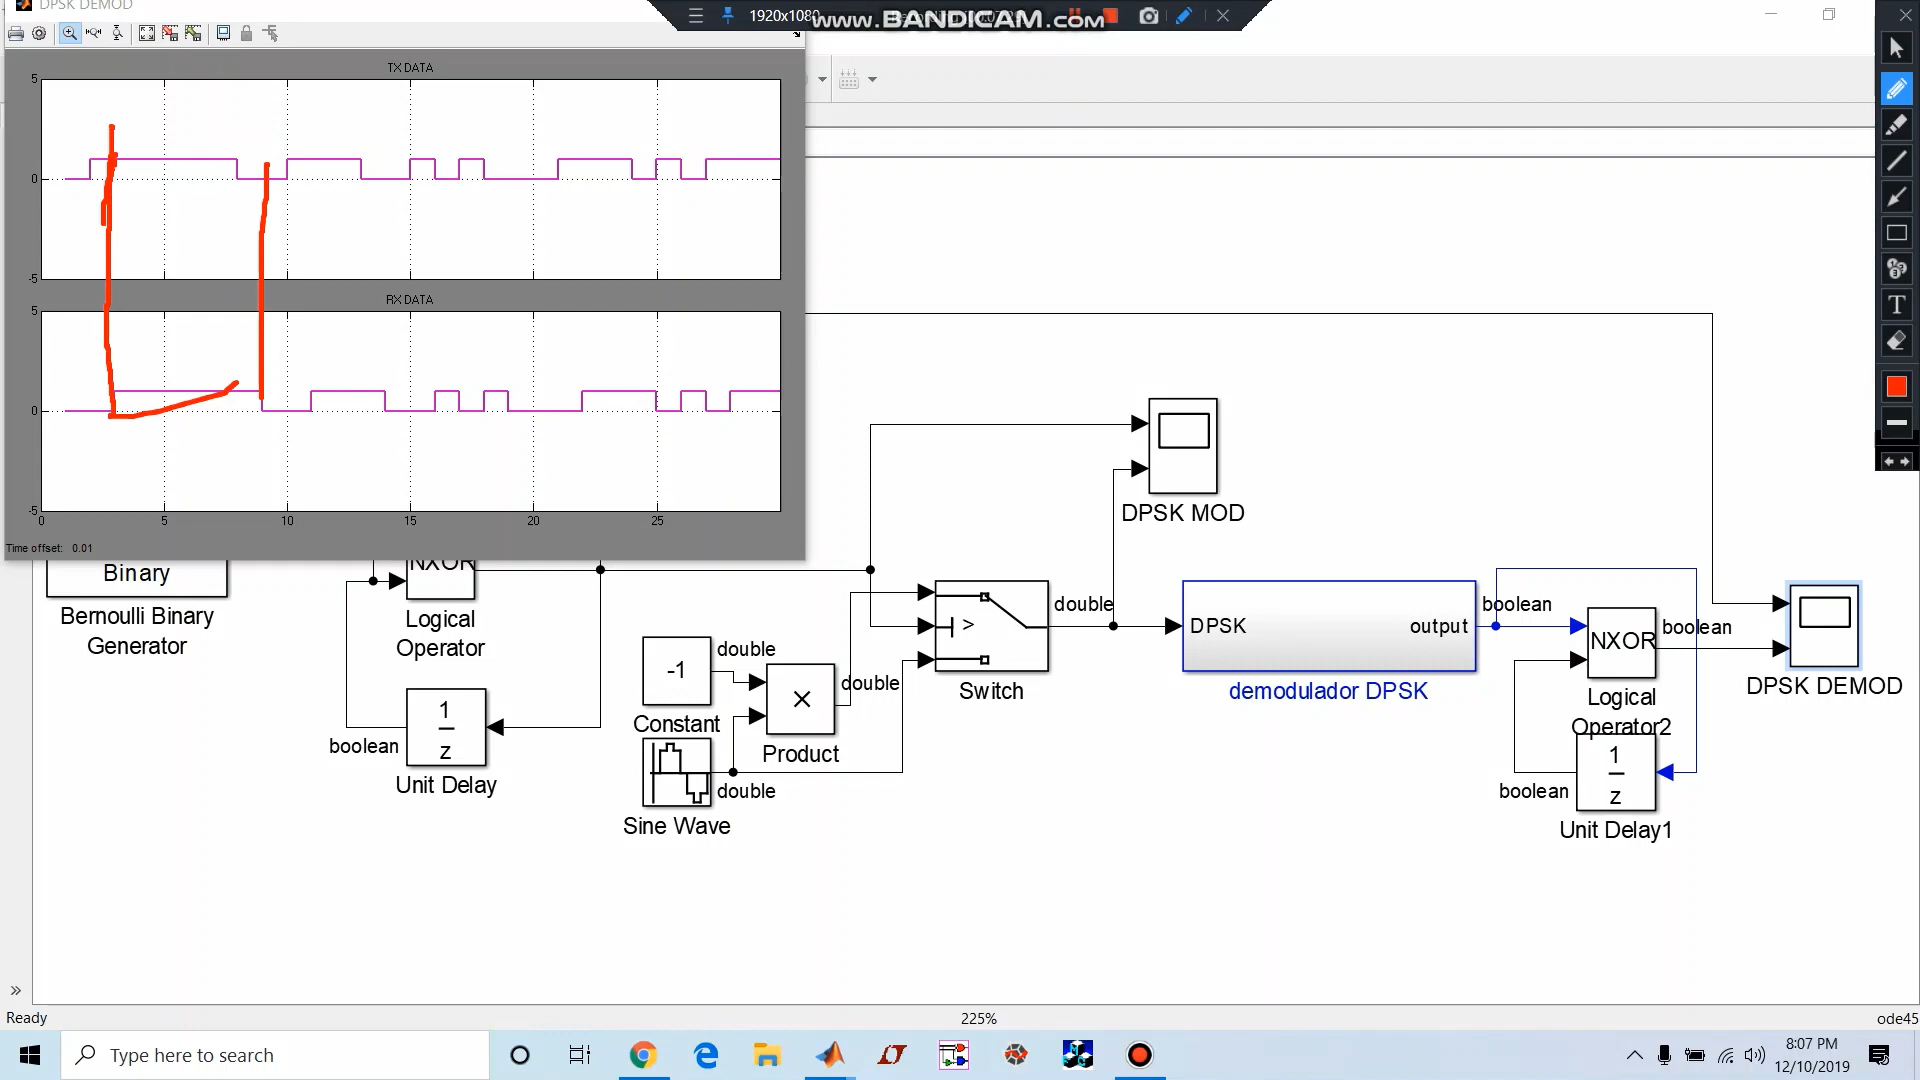 DPSK DEMOD
1920x1080
www.BANDICAM.com
TX DATA
5
0
-5
RX DATA
5
0
-5
0 5 10 15 20 25
Time offset: 0.01
Binary
Bernoulli Binary
Generator
NXOR
Logical
Operator
1
z
boolean
Unit Delay
-1
double
Constant
×
double
Product
double
Sine Wave
>
Switch
double
DPSK MOD
DPSK
output
demodulador DPSK
boolean
NXOR
boolean
Logical
Operator2
1
z
boolean
Unit Delay1
DPSK DEMOD
T
»
Ready
225%
ode45
Type here to search
8:07 PM
12/10/2019